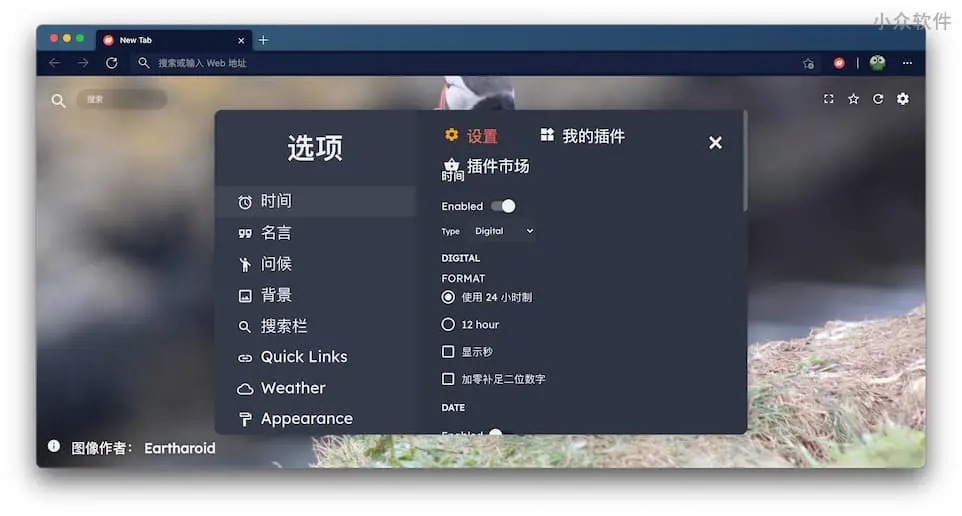 小众软件
New Tab
搜索或输入 Web 地址
搜索
选项
时间
名言
问候
背景
搜索栏
Quick Links
Weather
Appearance
设置
我的插件
插件市场
时间
Enabled
Type Digital
DIGITAL
FORMAT
使用 24 小时制
12 hour
显示秒
加零补足二位数字
DATE
Enabled
图像作者: Eartharoid